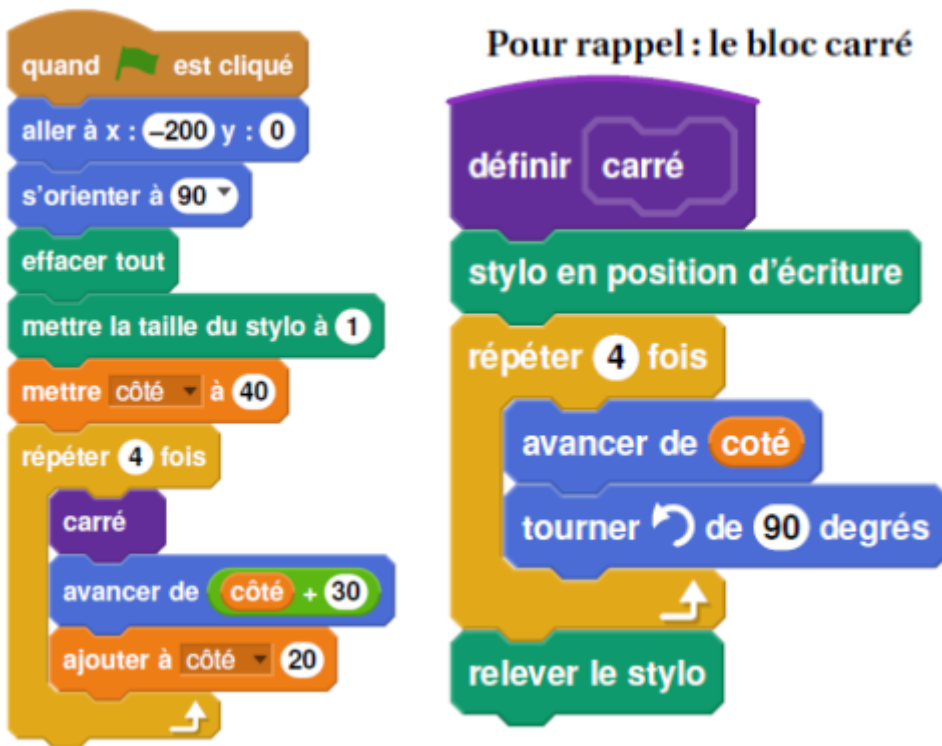 quand est cliqué
aller à x : −200 y : 0
s'orienter à 90
effacer tout
mettre la taille du stylo à 1
mettre côté à 40
répéter 4 fois
carré
avancer de côté + 30
ajouter à côté 20
Pour rappel : le bloc carré
définir carré
stylo en position d'écriture
répéter 4 fois
avancer de coté
tourner de 90 degrés
relever le stylo